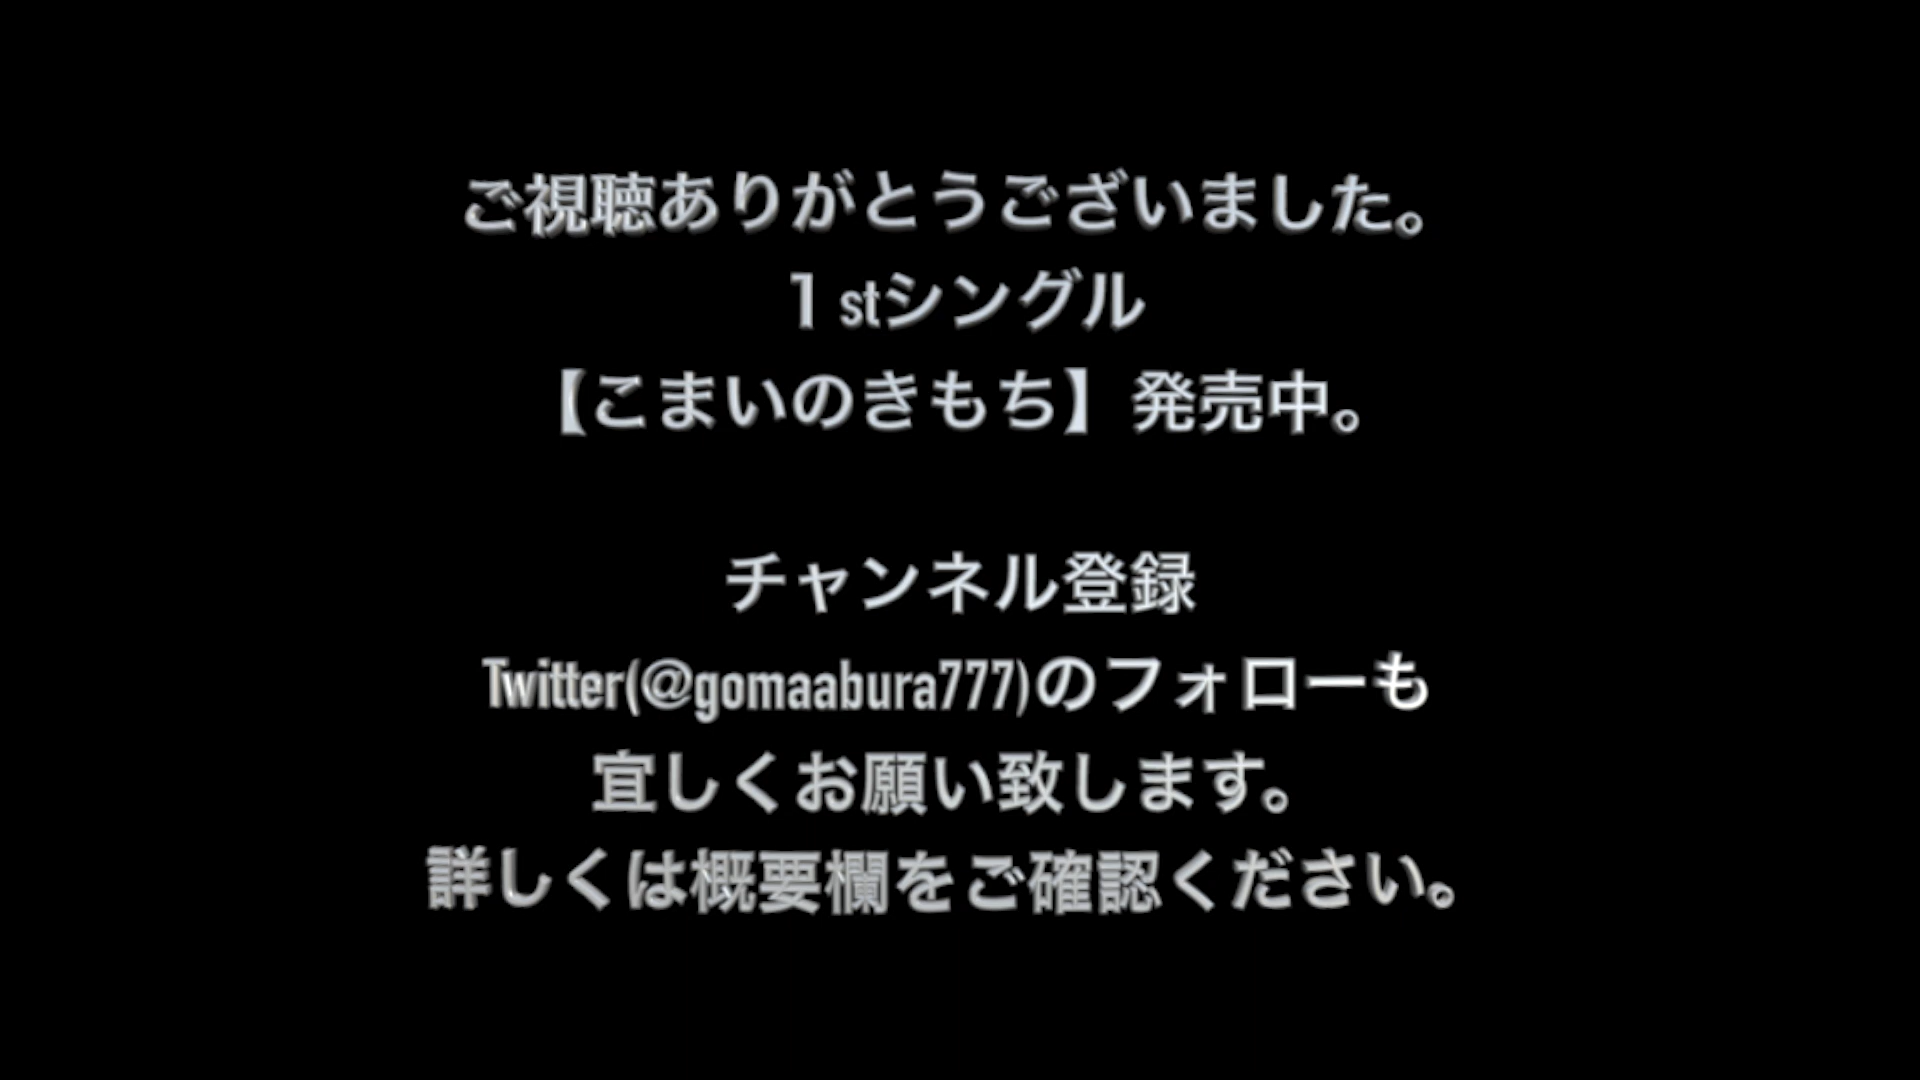 ご視聴ありがとうございました。
１stシングル
【こまいのきもち】発売中。
チャンネル登録
Twitter(@gomaabura777)のフォローも
宜しくお願い致します。
詳しくは概要欄をご確認ください。